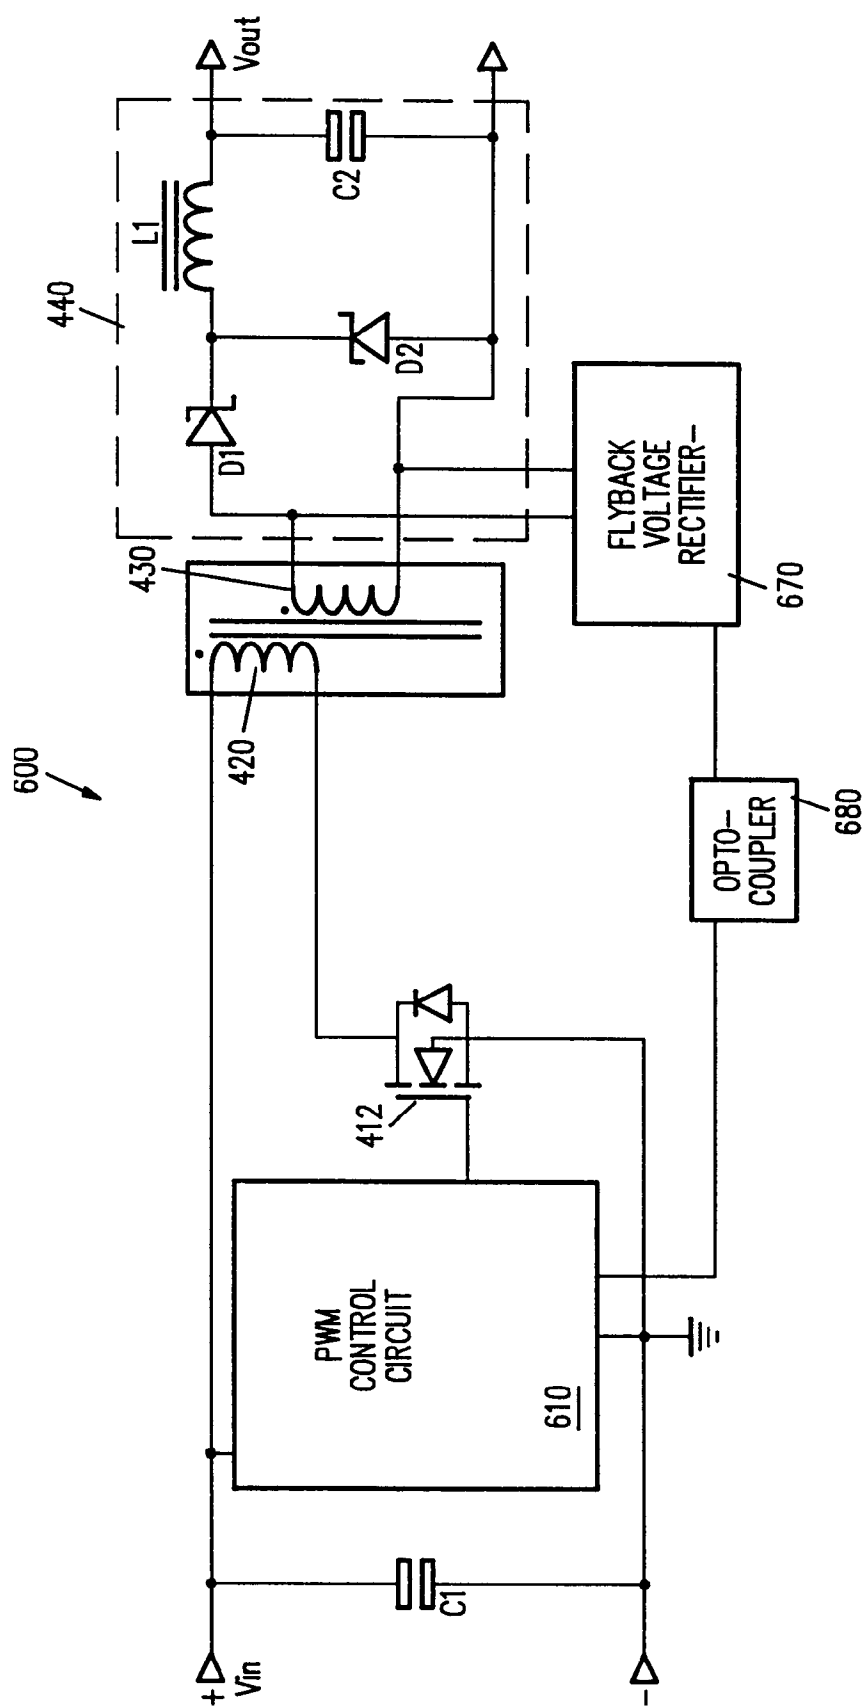 600
440
L1
Vout
D1
C2
D2
430
420
FLYBACK
VOLTAGE
RECTIFIER-
670
OPTO-
COUPLER
680
412
PWM
CONTROL
CIRCUIT
610
C1
+
Vin
-